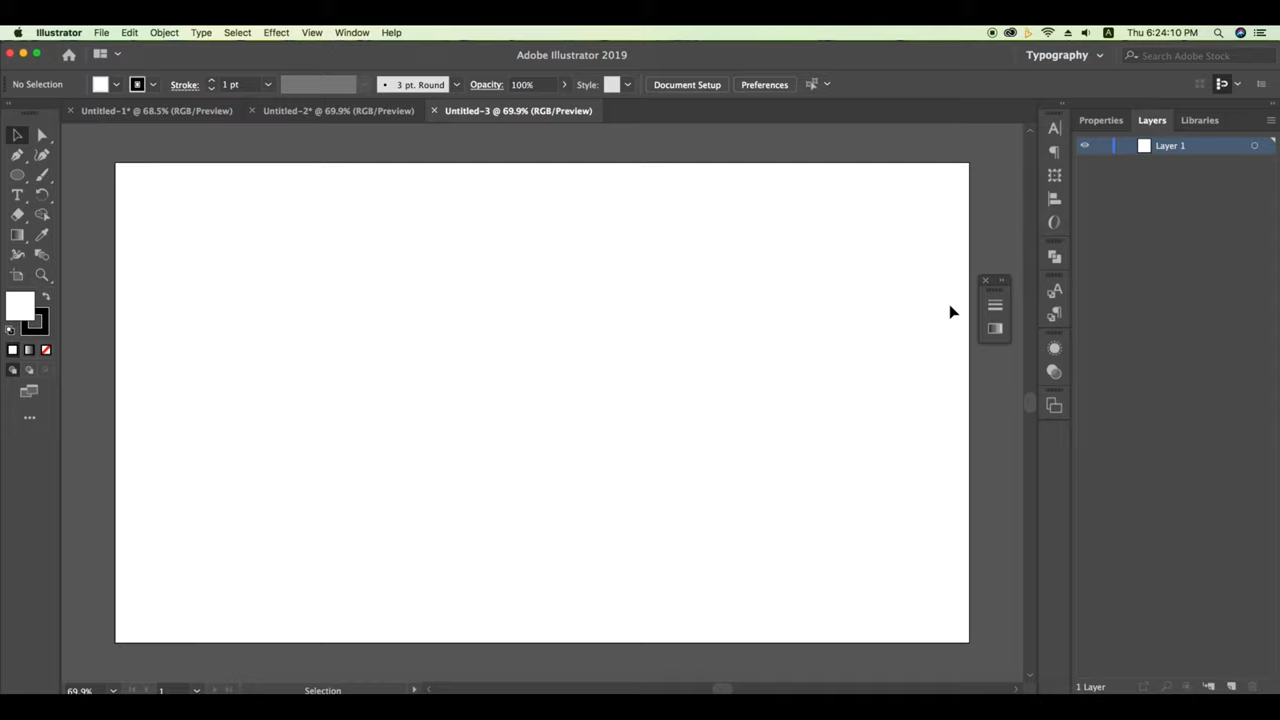 Illustrator File Edit Object Type Select Effect View Window Help Thu 6:24:10 PM
Adobe Illustrator 2019 Typography Search Adobe Stock
No Selection Stroke: 1 pt 3 pt. Round Opacity: 100% Style: Document Setup Preferences
Untitled-1* @ 68.5% (RGB/Preview) Untitled-2* @ 69.9% (RGB/Preview) Untitled-3 @ 69.9% (RGB/Preview)
Properties Layers Libraries
Layer 1
1 Layer
69.9% 1 Selection